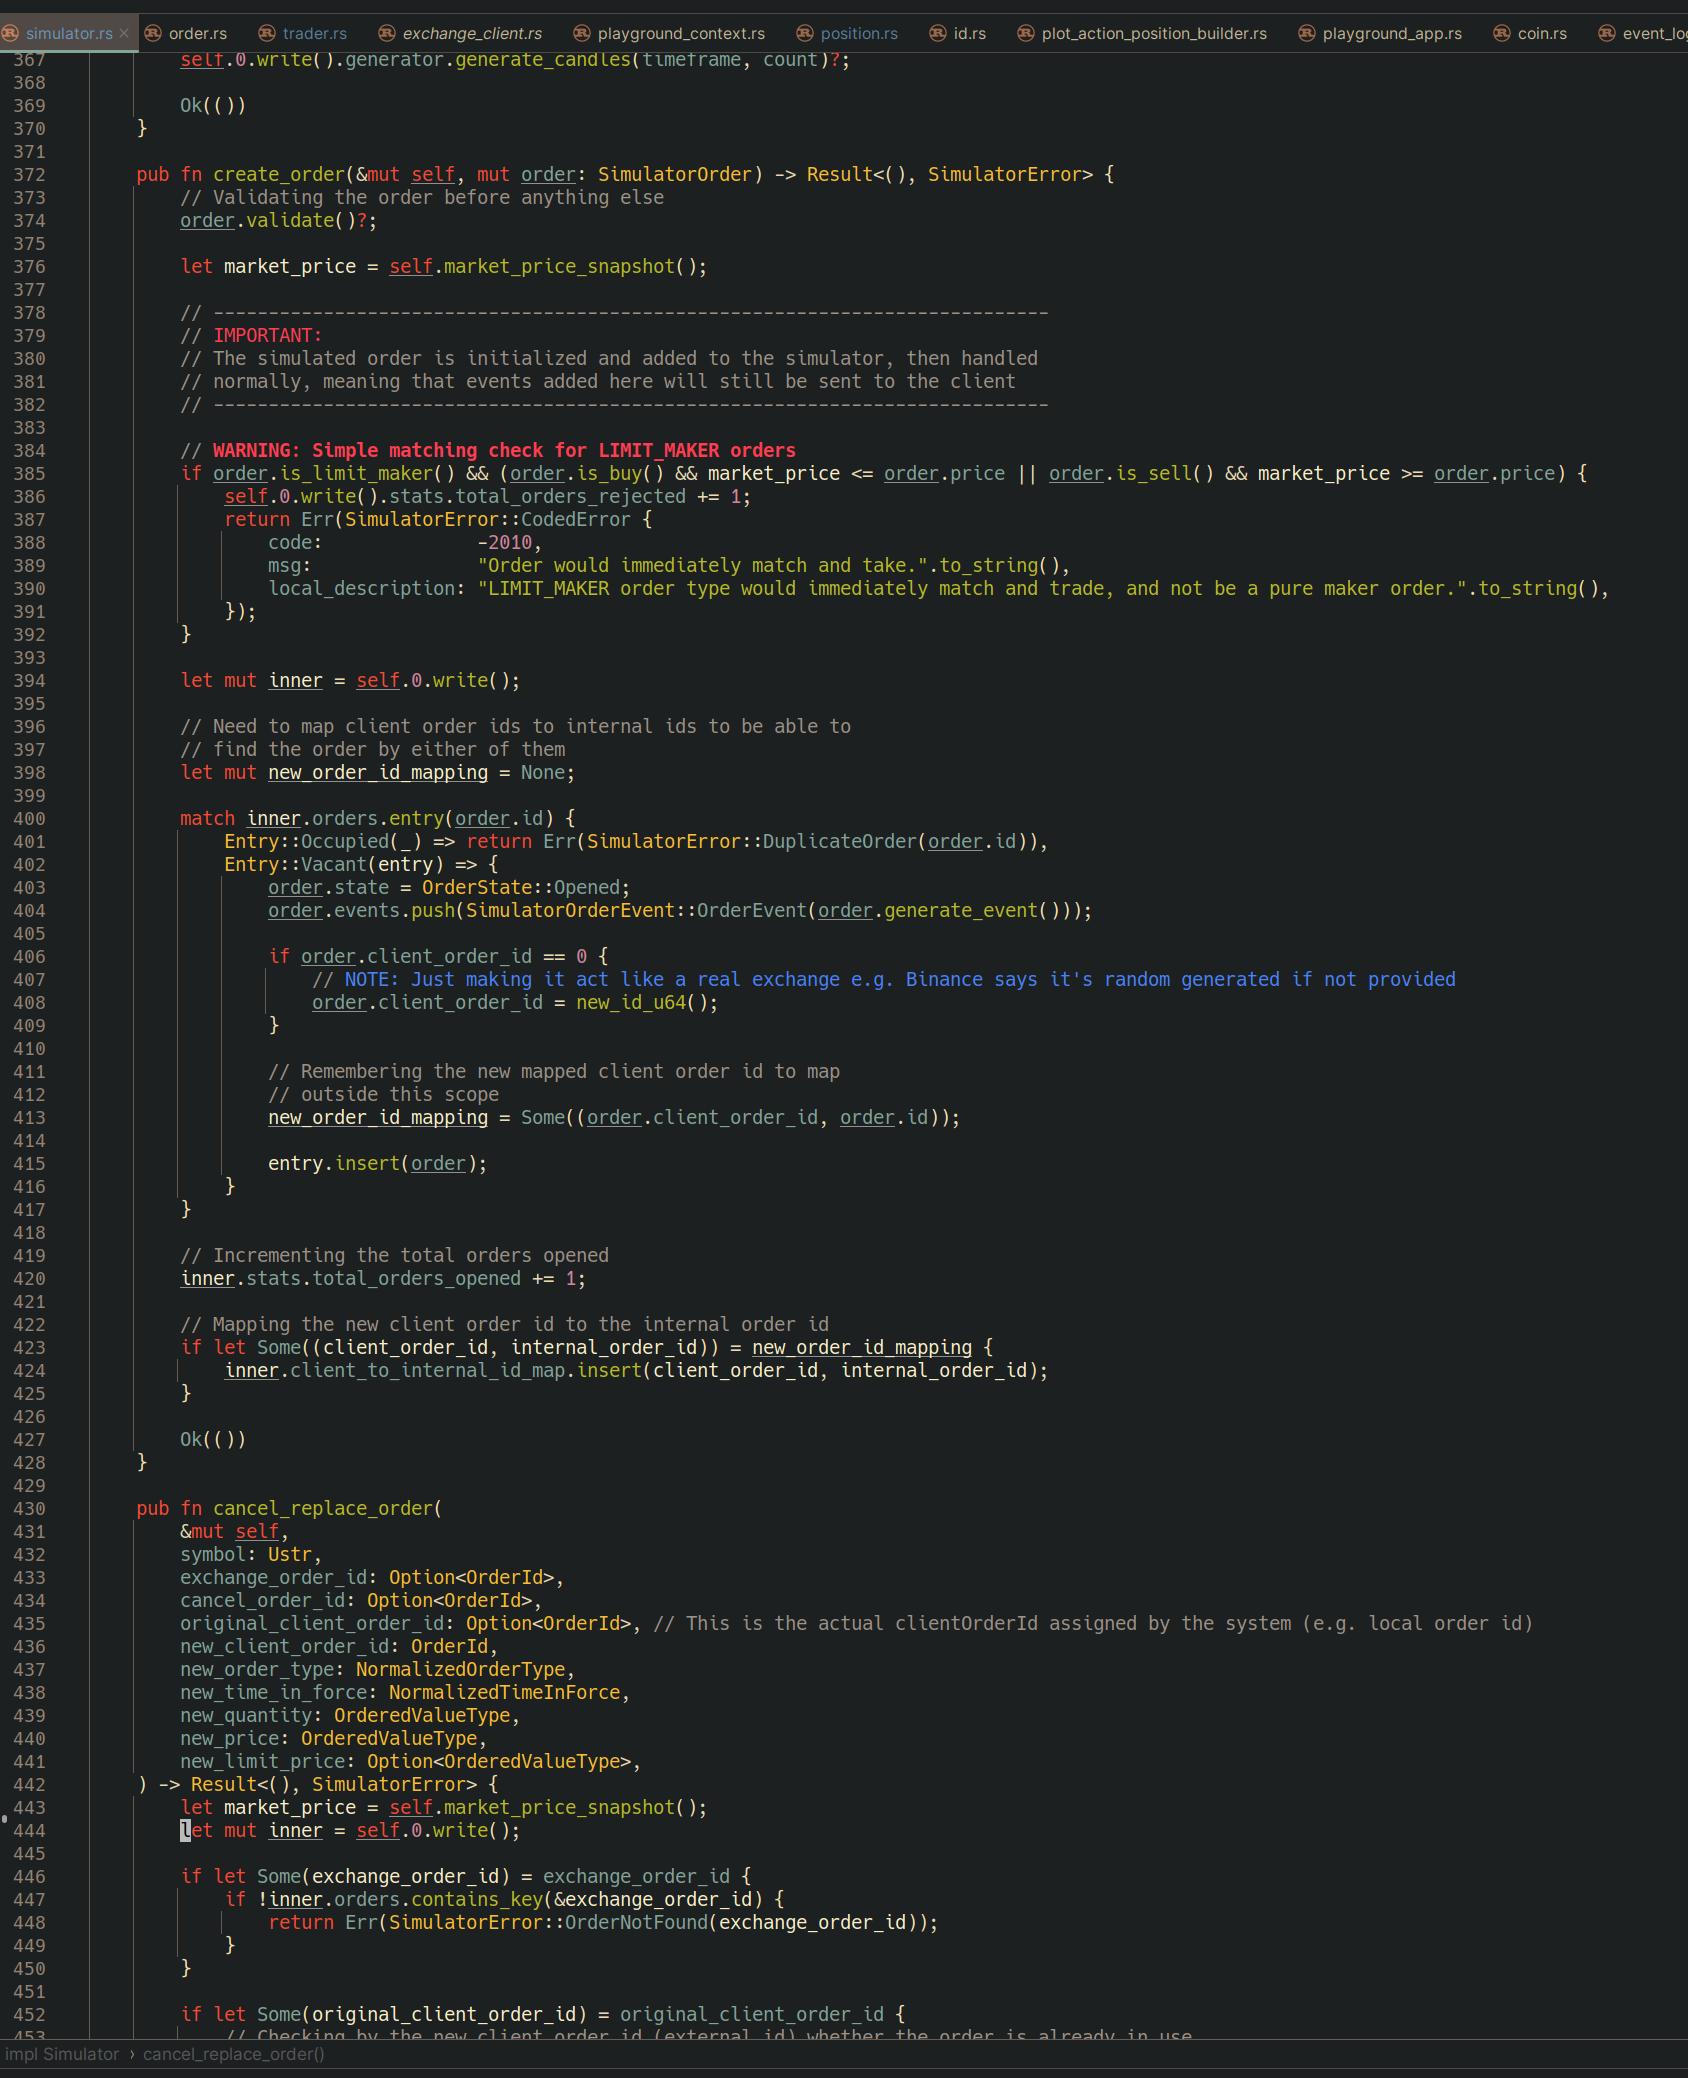 simulator.rs × order.rs trader.rs exchange_client.rs playground_context.rs position.rs id.rs plot_action_position_builder.rs playground_app.rs coin.rs event_log
367 self.0.write().generator.generate_candles(timeframe, count)?;
368
369 Ok(())
370 }
371
372 pub fn create_order(&mut self, mut order: SimulatorOrder) -> Result<(), SimulatorError> {
373 // Validating the order before anything else
374 order.validate()?;
375
376 let market_price = self.market_price_snapshot();
377
378 // ----------------------------------------------------------------------------
379 // IMPORTANT:
380 // The simulated order is initialized and added to the simulator, then handled
381 // normally, meaning that events added here will still be sent to the client
382 // ----------------------------------------------------------------------------
383
384 // WARNING: Simple matching check for LIMIT_MAKER orders
385 if order.is_limit_maker() && (order.is_buy() && market_price <= order.price || order.is_sell() && market_price >= order.price) {
386 self.0.write().stats.total_orders_rejected += 1;
387 return Err(SimulatorError::CodedError {
388 code: -2010,
389 msg: "Order would immediately match and take.".to_string(),
390 local_description: "LIMIT_MAKER order type would immediately match and trade, and not be a pure maker order.".to_string(),
391 });
392 }
393
394 let mut inner = self.0.write();
395
396 // Need to map client order ids to internal ids to be able to
397 // find the order by either of them
398 let mut new_order_id_mapping = None;
399
400 match inner.orders.entry(order.id) {
401 Entry::Occupied(_) => return Err(SimulatorError::DuplicateOrder(order.id)),
402 Entry::Vacant(entry) => {
403 order.state = OrderState::Opened;
404 order.events.push(SimulatorOrderEvent::OrderEvent(order.generate_event()));
405
406 if order.client_order_id == 0 {
407 // NOTE: Just making it act like a real exchange e.g. Binance says it's random generated if not provided
408 order.client_order_id = new_id_u64();
409 }
410
411 // Remembering the new mapped client order id to map
412 // outside this scope
413 new_order_id_mapping = Some((order.client_order_id, order.id));
414
415 entry.insert(order);
416 }
417 }
418
419 // Incrementing the total orders opened
420 inner.stats.total_orders_opened += 1;
421
422 // Mapping the new client order id to the internal order id
423 if let Some((client_order_id, internal_order_id)) = new_order_id_mapping {
424 inner.client_to_internal_id_map.insert(client_order_id, internal_order_id);
425 }
426
427 Ok(())
428 }
429
430 pub fn cancel_replace_order(
431 &mut self,
432 symbol: Ustr,
433 exchange_order_id: Option<OrderId>,
434 cancel_order_id: Option<OrderId>,
435 original_client_order_id: Option<OrderId>, // This is the actual clientOrderId assigned by the system (e.g. local order id)
436 new_client_order_id: OrderId,
437 new_order_type: NormalizedOrderType,
438 new_time_in_force: NormalizedTimeInForce,
439 new_quantity: OrderedValueType,
440 new_price: OrderedValueType,
441 new_limit_price: Option<OrderedValueType>,
442 ) -> Result<(), SimulatorError> {
443 let market_price = self.market_price_snapshot();
444 let mut inner = self.0.write();
445
446 if let Some(exchange_order_id) = exchange_order_id {
447 if !inner.orders.contains_key(&exchange_order_id) {
448 return Err(SimulatorError::OrderNotFound(exchange_order_id));
449 }
450 }
451
452 if let Some(original_client_order_id) = original_client_order_id {
453 // Checking by the new client order id (external id) whether the order is already in use
impl Simulator › cancel_replace_order()